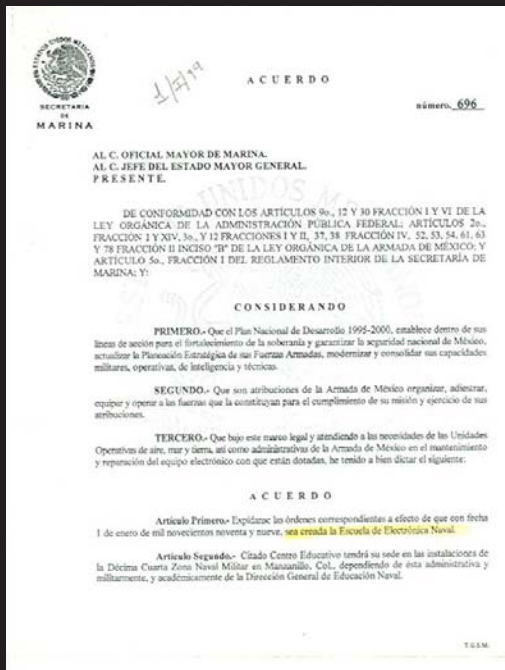 ESTADOS UNIDOS MEXICANOS
SECRETARIA
DE
MARINA
1/I/99
A C U E R D O
número. 696
AL C. OFICIAL MAYOR DE MARINA.
AL C. JEFE DEL ESTADO MAYOR GENERAL.
P R E S E N T E.
DE CONFORMIDAD CON LOS ARTÍCULOS 9o., 12 Y 30 FRACCIÓN I Y VI DE LA
LEY ORGÁNICA DE LA ADMINISTRACIÓN PÚBLICA FEDERAL; ARTÍCULOS 2o.,
FRACCIÓN I Y XIV, 3o., Y 12 FRACCIONES I Y II, 37, 38 FRACCIÓN IV, 52, 53, 54, 61, 63
Y 78 FRACCIÓN II INCISO "B" DE LA LEY ORGÁNICA DE LA ARMADA DE MÉXICO; Y
ARTÍCULO 5o., FRACCIÓN I DEL REGLAMENTO INTERIOR DE LA SECRETARÍA DE
MARINA; Y:
C O N S I D E R A N D O
PRIMERO.- Que el Plan Nacional de Desarrollo 1995-2000, establece dentro de sus
líneas de acción para el fortalecimiento de la soberanía y garantizar la seguridad nacional de México,
actualizar la Planeación Estratégica de sus Fuerzas Armadas, modernizar y consolidar sus capacidades
militares, operativas, de inteligencia y técnicas.
SEGUNDO.- Que son atribuciones de la Armada de México organizar, adiestrar,
equipar y operar a las fuerzas que la constituyan para el cumplimiento de su misión y ejercicio de sus
atribuciones.
TERCERO.- Que bajo este marco legal y atendiendo a las necesidades de las Unidades
Operativas de aire, mar y tierra, así como administrativas de la Armada de México en el mantenimiento
y reparación del equipo electrónico con que están dotadas, he tenido a bien dictar el siguiente:
A C U E R D O
Artículo Primero.- Expídanse las órdenes correspondientes a efecto de que con fecha
1 de enero de mil novecientos noventa y nueve, sea creada la Escuela de Electrónica Naval.
Artículo Segundo.- Citado Centro Educativo tendrá su sede en las instalaciones de
la Décima Cuarta Zona Naval Militar en Manzanillo, Col., dependiendo de ésta administrativa y
militarmente, y académicamente de la Dirección General de Educación Naval.
T.G.S.M.